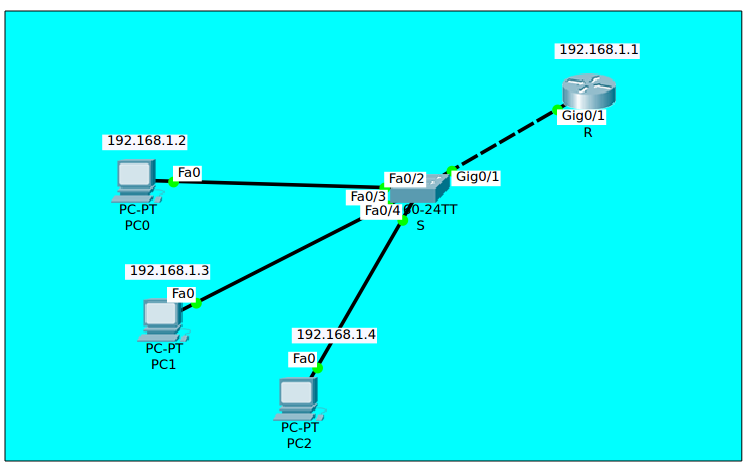 192.168.1.1
Gig0/1
R
192.168.1.2
Fa0
PC-PT
PC0
Fa0/2
Gig0/1
Fa0/3
Fa0/4
0-24TT
S
192.168.1.3
Fa0
PC-PT
PC1
192.168.1.4
Fa0
PC-PT
PC2